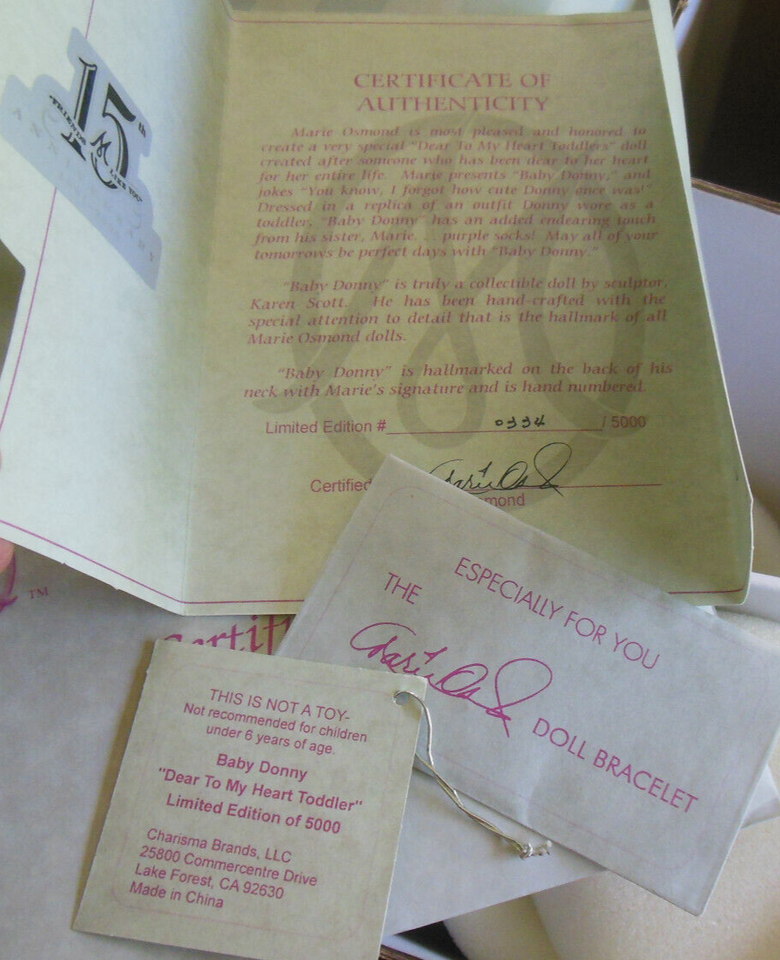 15th
FRIENDS
LIKE YOU
CERTIFICATE OF
AUTHENTICITY
Marie Osmond is most pleased and honored to
create a very special "Dear To My Heart Toddlers" doll
created after someone who has been dear to her heart
for her entire life. Marie presents "Baby Donny," and
jokes "You know, I forgot how cute Donny once was!"
Dressed in a replica of an outfit Donny wore as a
toddler, "Baby Donny" has an added endearing touch
from his sister, Marie. . . purple socks! May all of your
tomorrows be perfect days with "Baby Donny."
"Baby Donny" is truly a collectible doll by sculptor,
Karen Scott. He has been hand-crafted with the
special attention to detail that is the hallmark of all
Marie Osmond dolls.
"Baby Donny" is hallmarked on the back of his
neck with Marie's signature and is hand numbered.
Limited Edition # 0334 / 5000
Certified
mond
TM
certifi
ESPECIALLY FOR YOU
THE
Marie Os
DOLL BRACELET
THIS IS NOT A TOY-
Not recommended for children
under 6 years of age.
Baby Donny
"Dear To My Heart Toddler"
Limited Edition of 5000
Charisma Brands, LLC
25800 Commercentre Drive
Lake Forest, CA 92630
Made in China